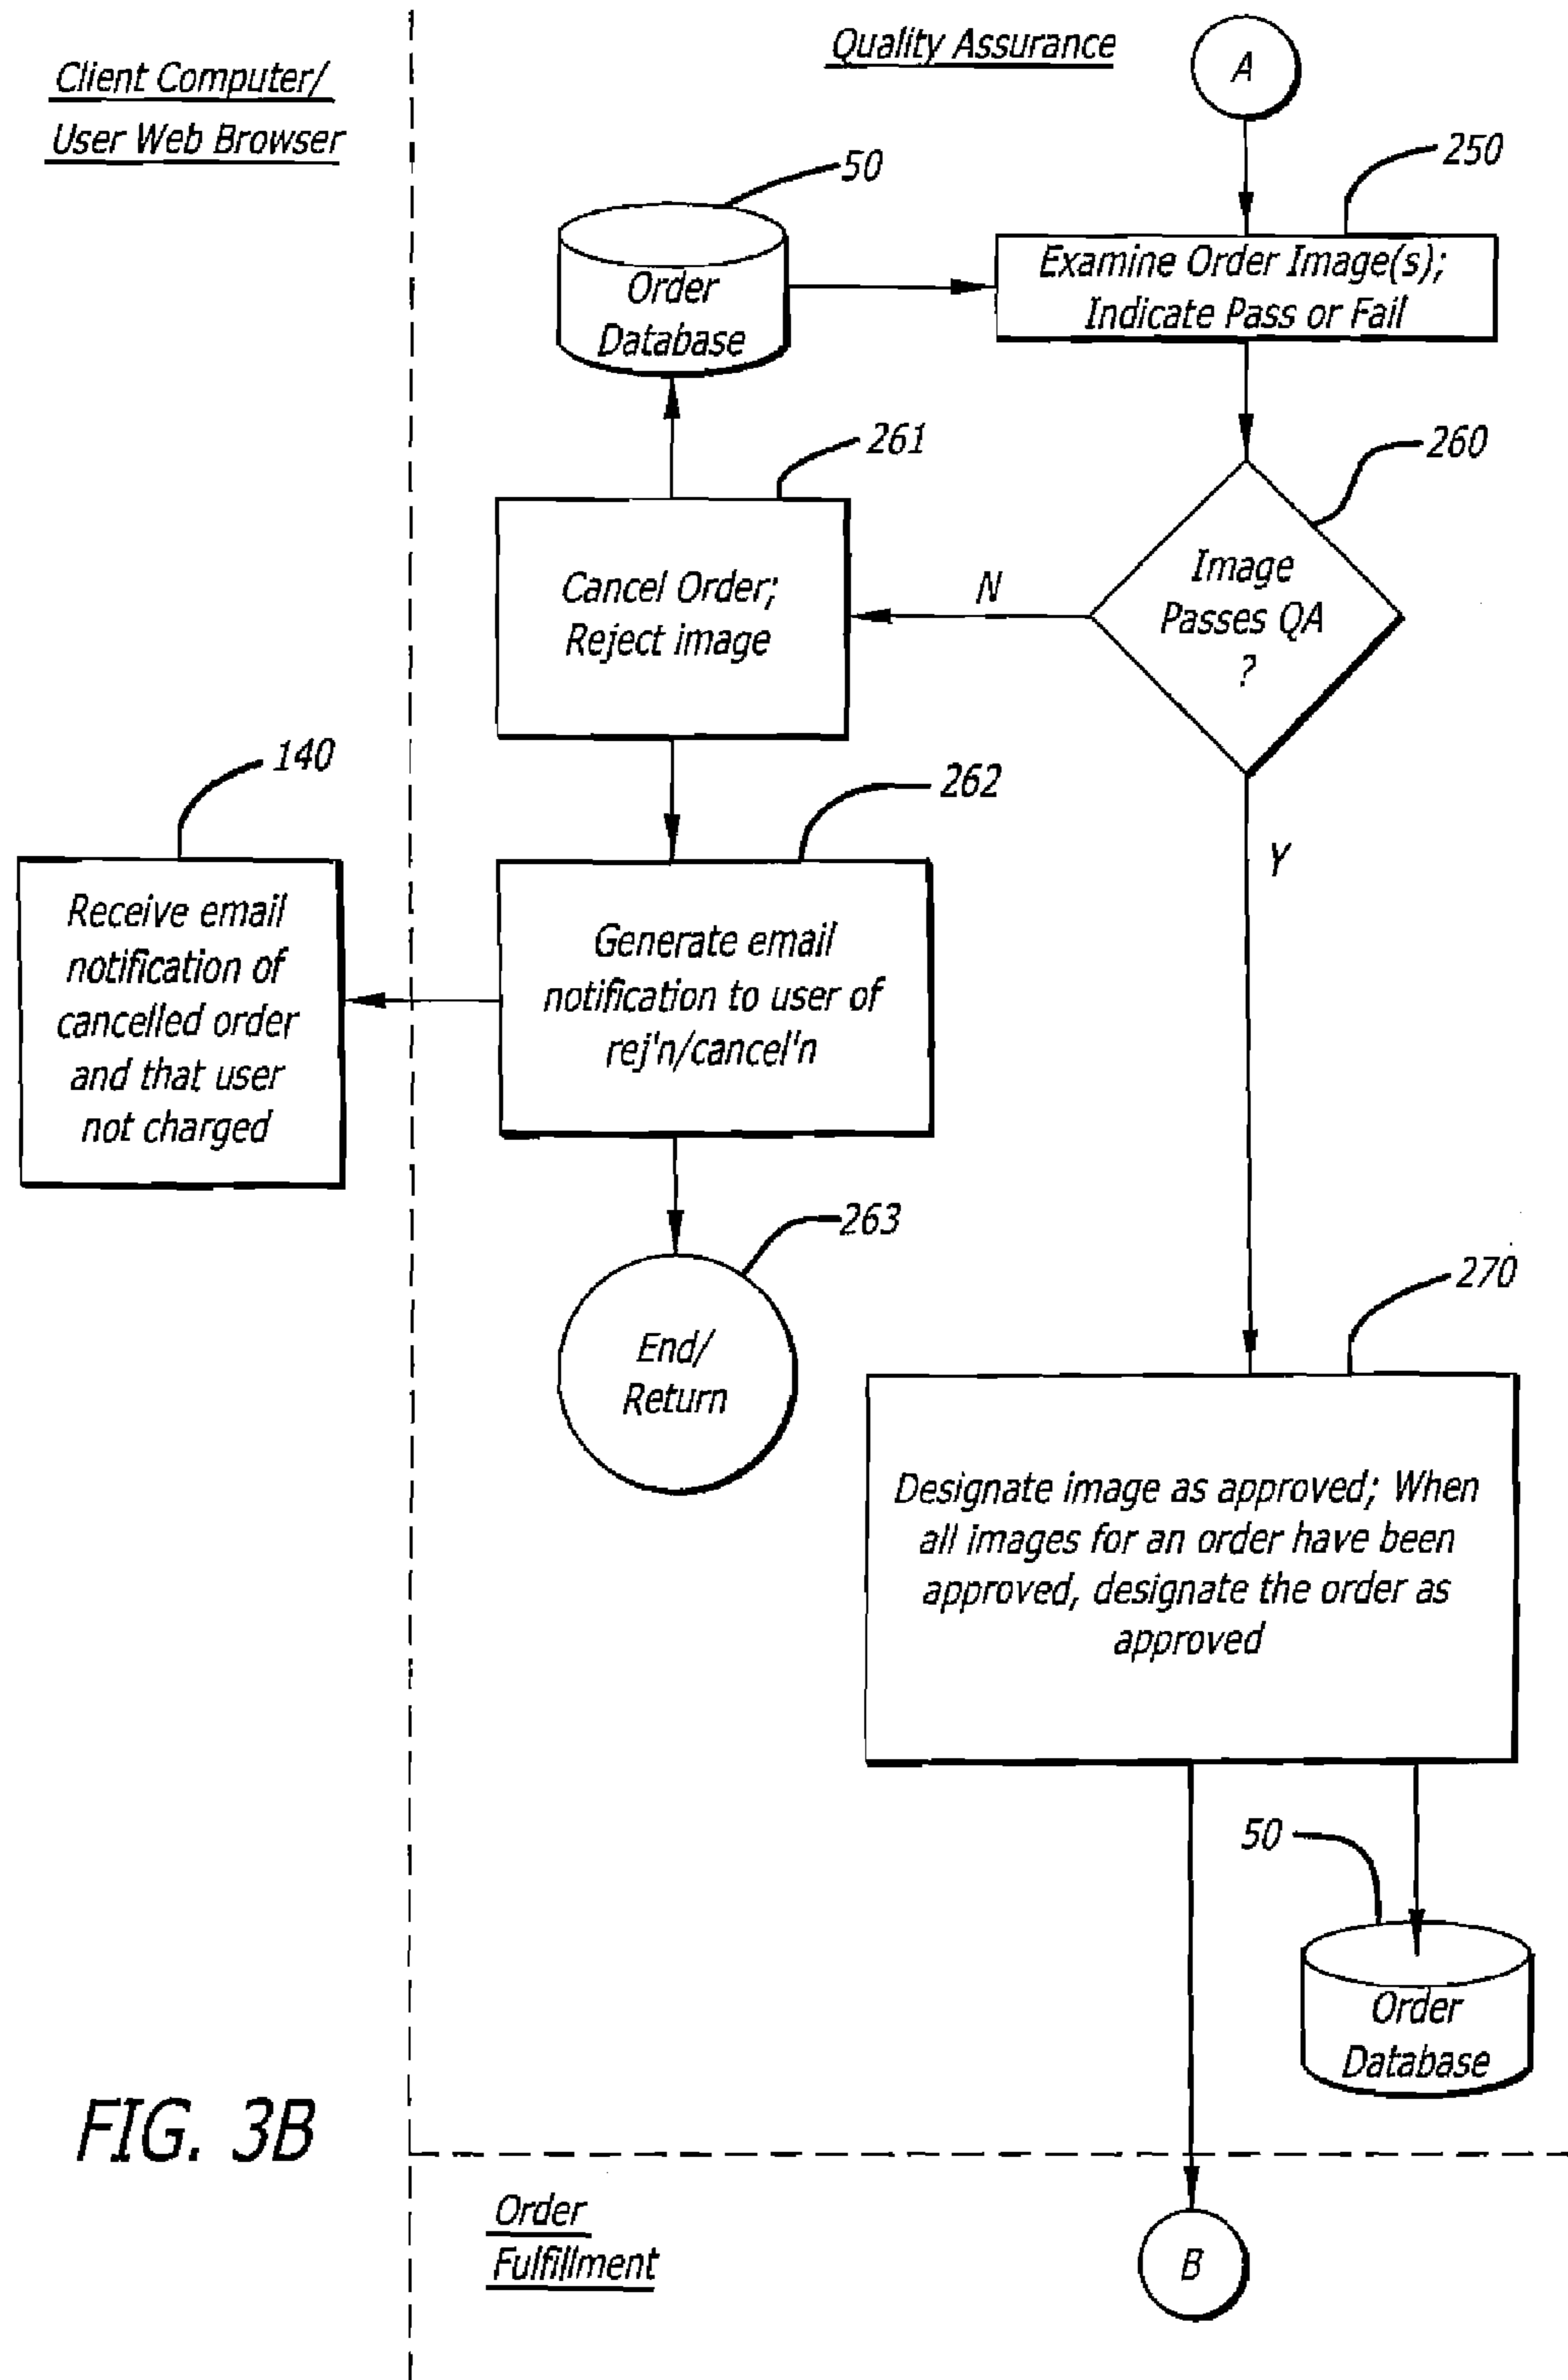 Client Computer/
User Web Browser
Quality Assurance
A
50
250
Order
Database
Examine Order Image(s);
Indicate Pass or Fail
261
260
Cancel Order;
Reject image
N
Image
Passes QA
?
140
262
Y
Receive email
notification of
cancelled order
and that user
not charged
Generate email
notification to user of
rej'n/cancel'n
263
End/
Return
270
Designate image as approved; When
all images for an order have been
approved, designate the order as
approved
50
Order
Database
FIG. 3B
Order
Fulfillment
B